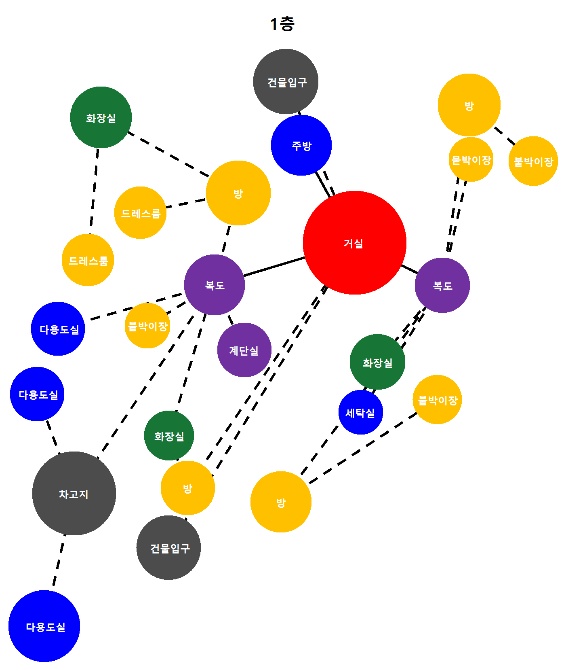 1층
건물입구
방
화장실
주방
붙박이장
붙박이장
방
드레스룸
거실
드레스룸
복도
복도
다용도실
붙박이장
계단실
화장실
다용도실
붙박이장
세탁실
화장실
방
차고지
방
건물입구
다용도실